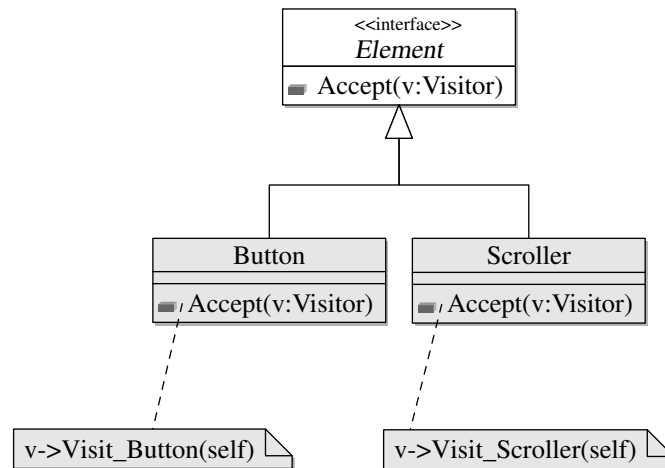 <<interface>>
Element
Accept(v:Visitor)
Button
Scroller
Accept(v:Visitor)
Accept(v:Visitor)
v->Visit_Button(self)
v->Visit_Scroller(self)